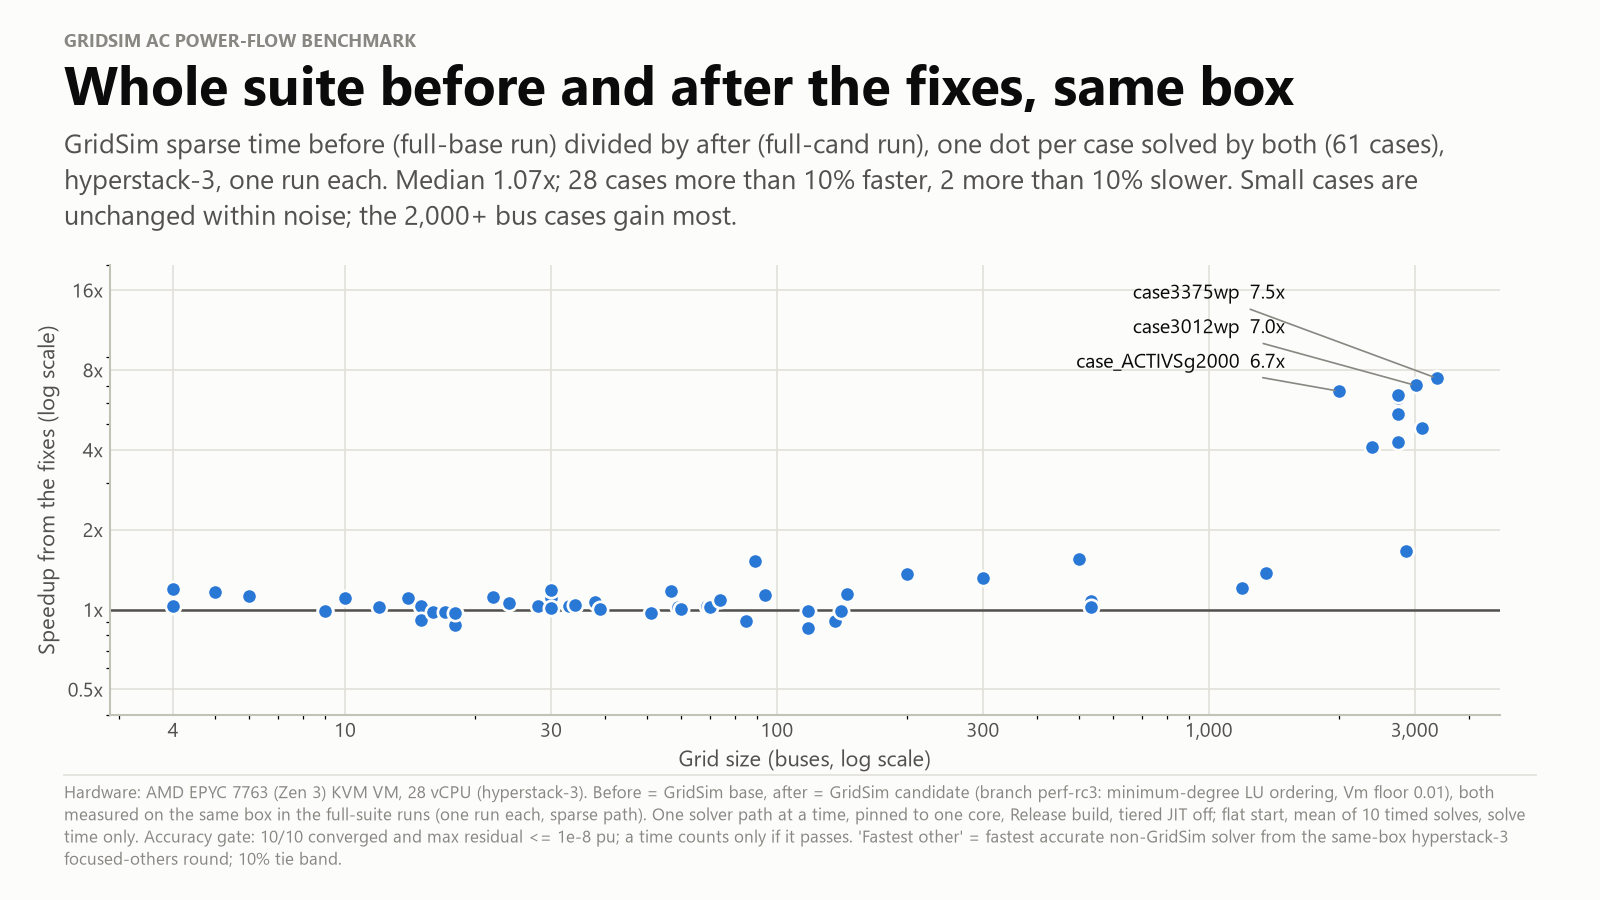 GRIDSIM AC POWER-FLOW BENCHMARK
Whole suite before and after the fixes, same box
GridSim sparse time before (full-base run) divided by after (full-cand run), one dot per case solved by both (61 cases),
hyperstack-3, one run each. Median 1.07x; 28 cases more than 10% faster, 2 more than 10% slower. Small cases are
unchanged within noise; the 2,000+ bus cases gain most.
Speedup from the fixes (log scale)
16x
8x
4x
2x
1x
0.5x
case3375wp 7.5x
case3012wp 7.0x
case_ACTIVSg2000 6.7x
4 10 30 100 300 1,000 3,000
Grid size (buses, log scale)
Hardware: AMD EPYC 7763 (Zen 3) KVM VM, 28 vCPU (hyperstack-3). Before = GridSim base, after = GridSim candidate (branch perf-rc3: minimum-degree LU ordering, Vm floor 0.01), both
measured on the same box in the full-suite runs (one run each, sparse path). One solver path at a time, pinned to one core, Release build, tiered JIT off; flat start, mean of 10 timed solves, solve
time only. Accuracy gate: 10/10 converged and max residual <= 1e-8 pu; a time counts only if it passes. 'Fastest other' = fastest accurate non-GridSim solver from the same-box hyperstack-3
focused-others round; 10% tie band.